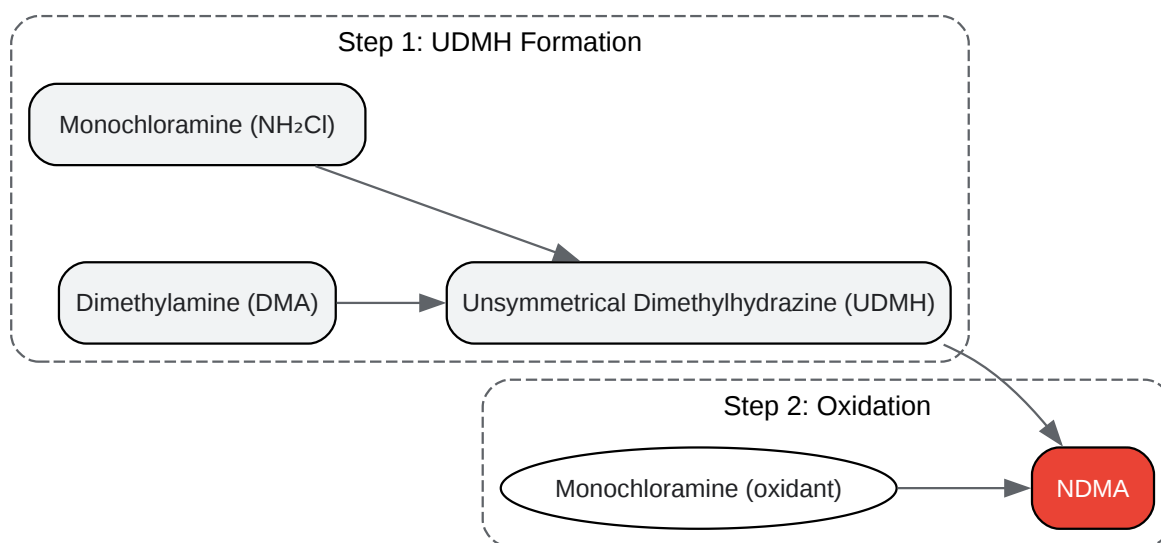 Step 1: UDMH Formation
Monochloramine (NH₂Cl)
Dimethylamine (DMA)
Unsymmetrical Dimethylhydrazine (UDMH)
Step 2: Oxidation
Monochloramine (oxidant)
NDMA